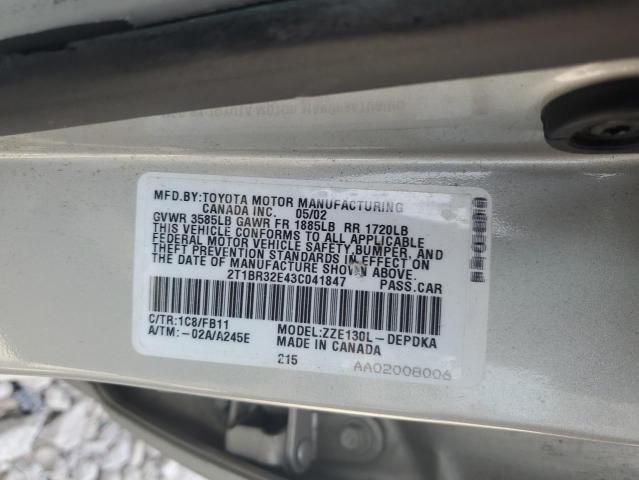 MFD.BY:TOYOTA MOTOR MANUFACTURING
CANADA INC. 05/02
GVWR 3585LB GAWR FR 1885LB RR 1720LB
THIS VEHICLE CONFORMS TO ALL APPLICABLE
FEDERAL MOTOR VEHICLE SAFETY,BUMPER, AND
THEFT PREVENTION STANDARDS IN EFFECT ON
THE DATE OF MANUFACTURE SHOWN ABOVE.
2T1BR32E43C041847 PASS.CAR
C/TR:1C8/FB11 MODEL:ZZE130L-DEPDKA
A/TM:-02A/A245E MADE IN CANADA
215 AA02008006